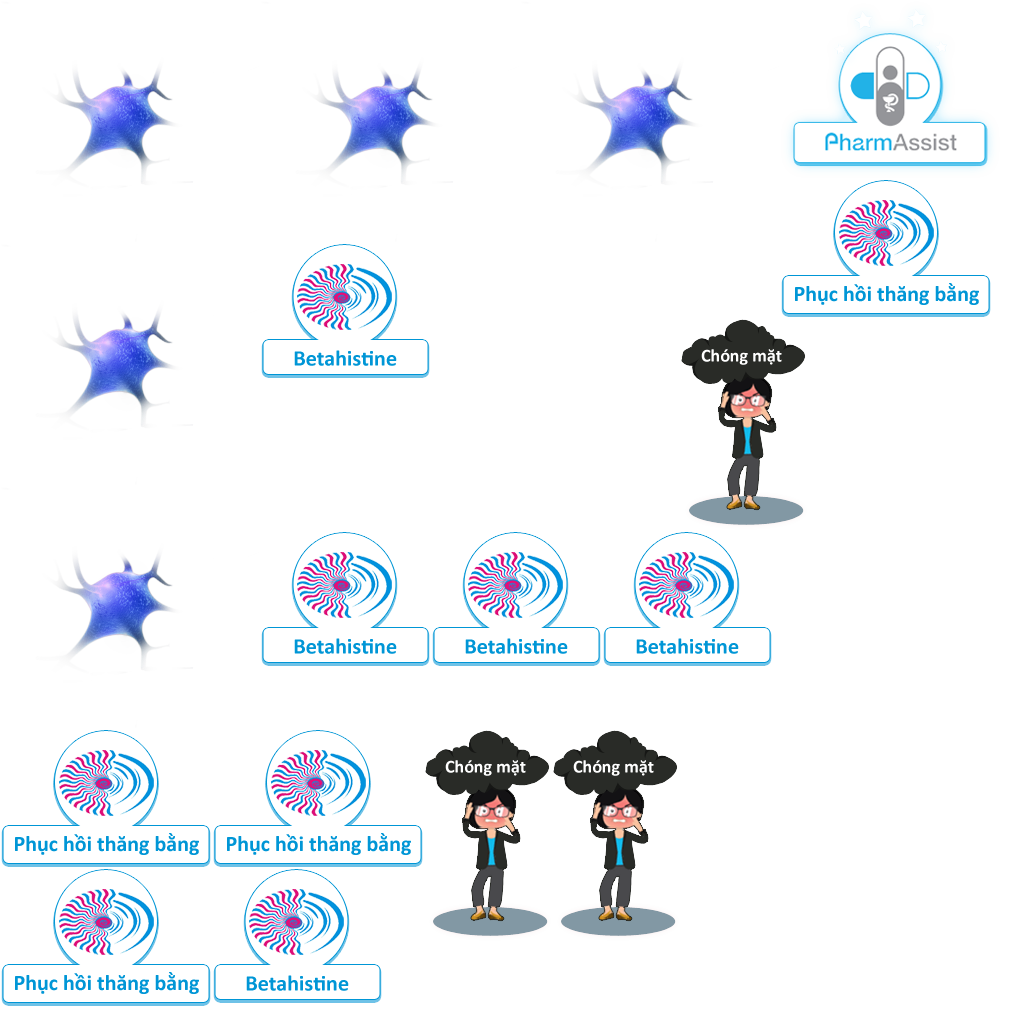 PharmAssist
Phục hồi thăng bằng
Betahistine
Chóng mặt
Betahistine
Betahistine
Betahistine
Chóng mặt
Chóng mặt
Phục hồi thăng bằng
Phục hồi thăng bằng
Phục hồi thăng bằng
Betahistine